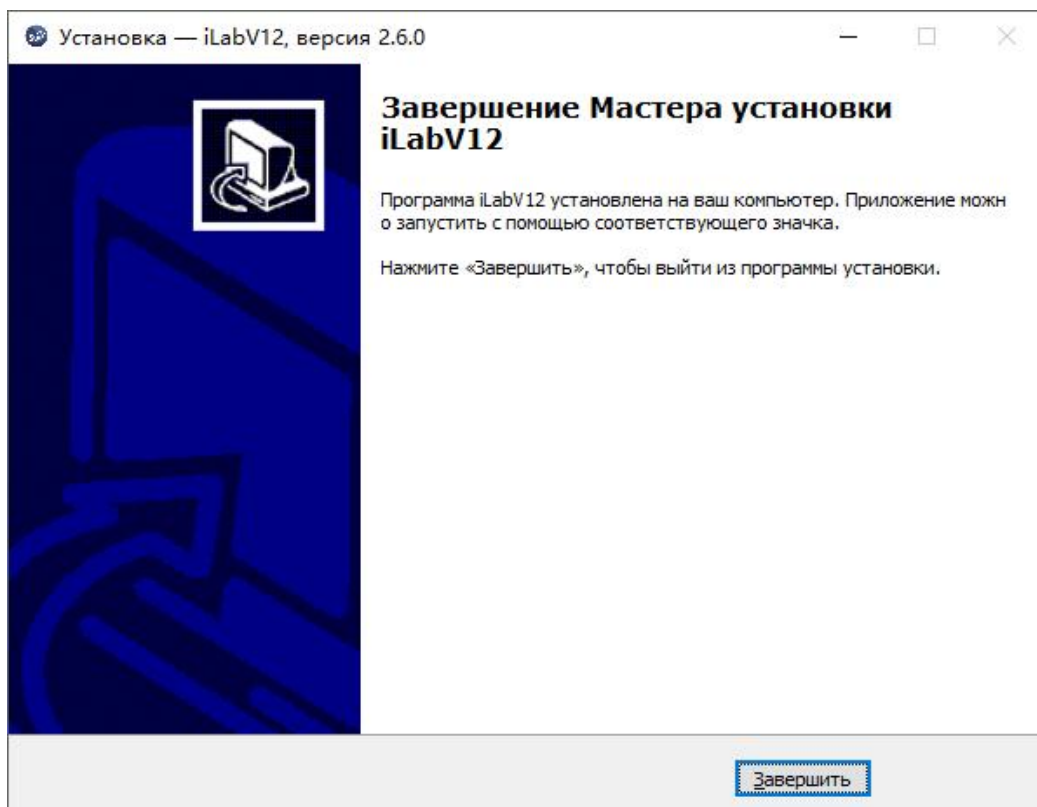 Установка — iLabV12, версия 2.6.0
Завершение Мастера установки
iLabV12
Программа iLabV12 установлена на ваш компьютер. Приложение можн
о запустить с помощью соответствующего значка.
Нажмите «Завершить», чтобы выйти из программы установки.
Завершить